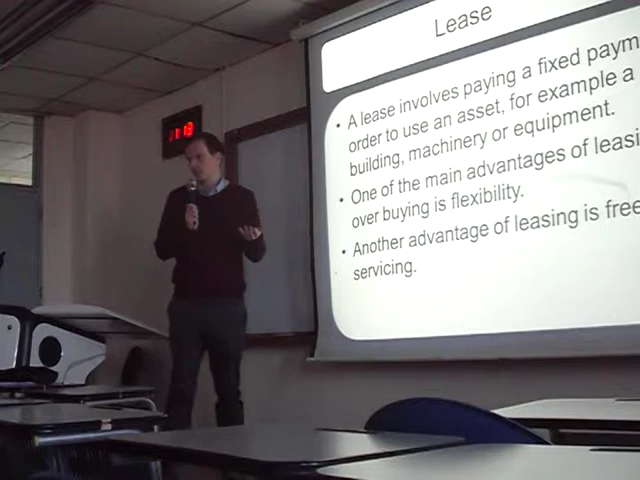 Lease
• A lease involves paying a fixed paym
order to use an asset, for example a
building, machinery or equipment.
• One of the main advantages of leasi
over buying is flexibility.
• Another advantage of leasing is free
servicing.